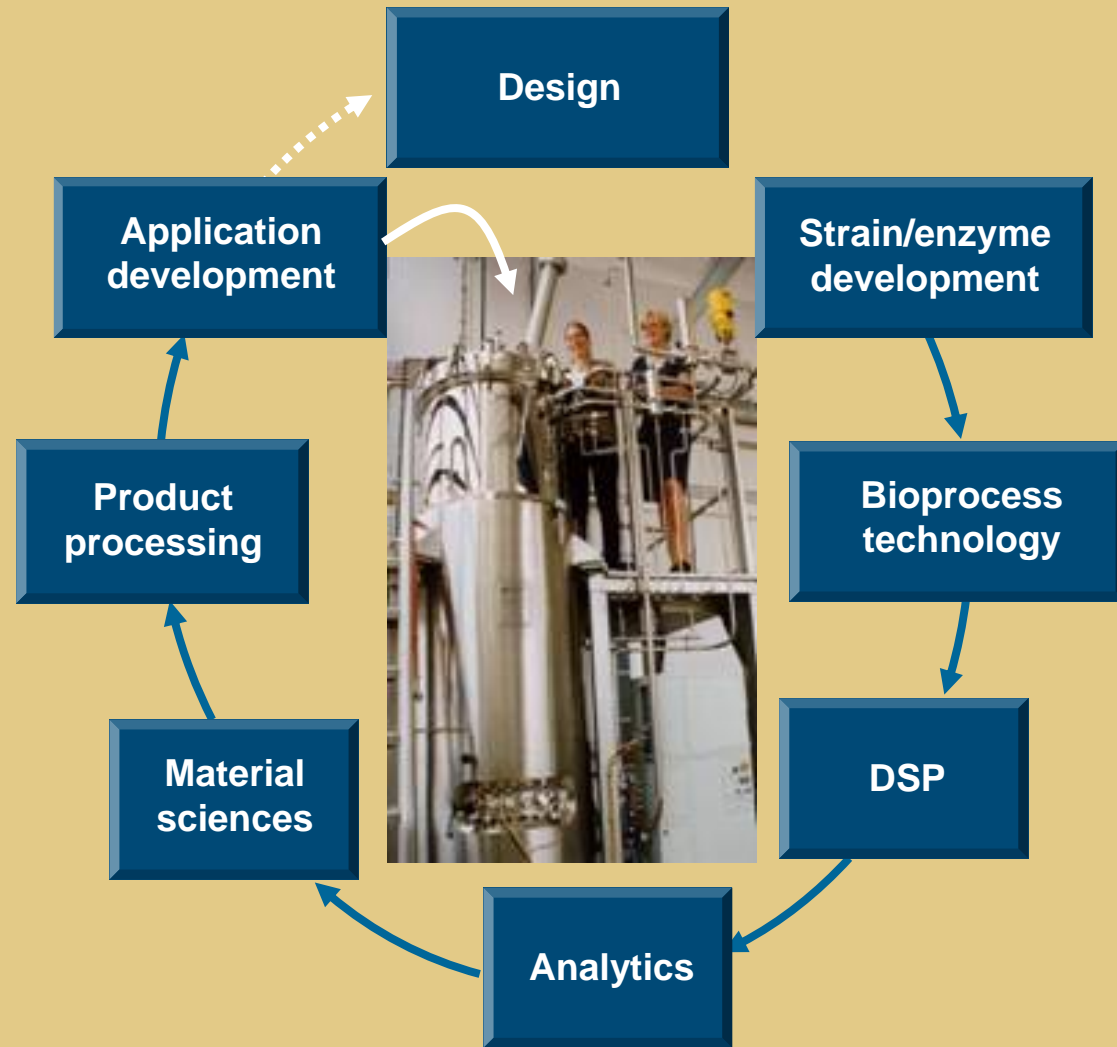 Design
Strain/enzyme
development
Bioprocess
technology
DSP
Analytics
Material
sciences
Product
processing
Application
development